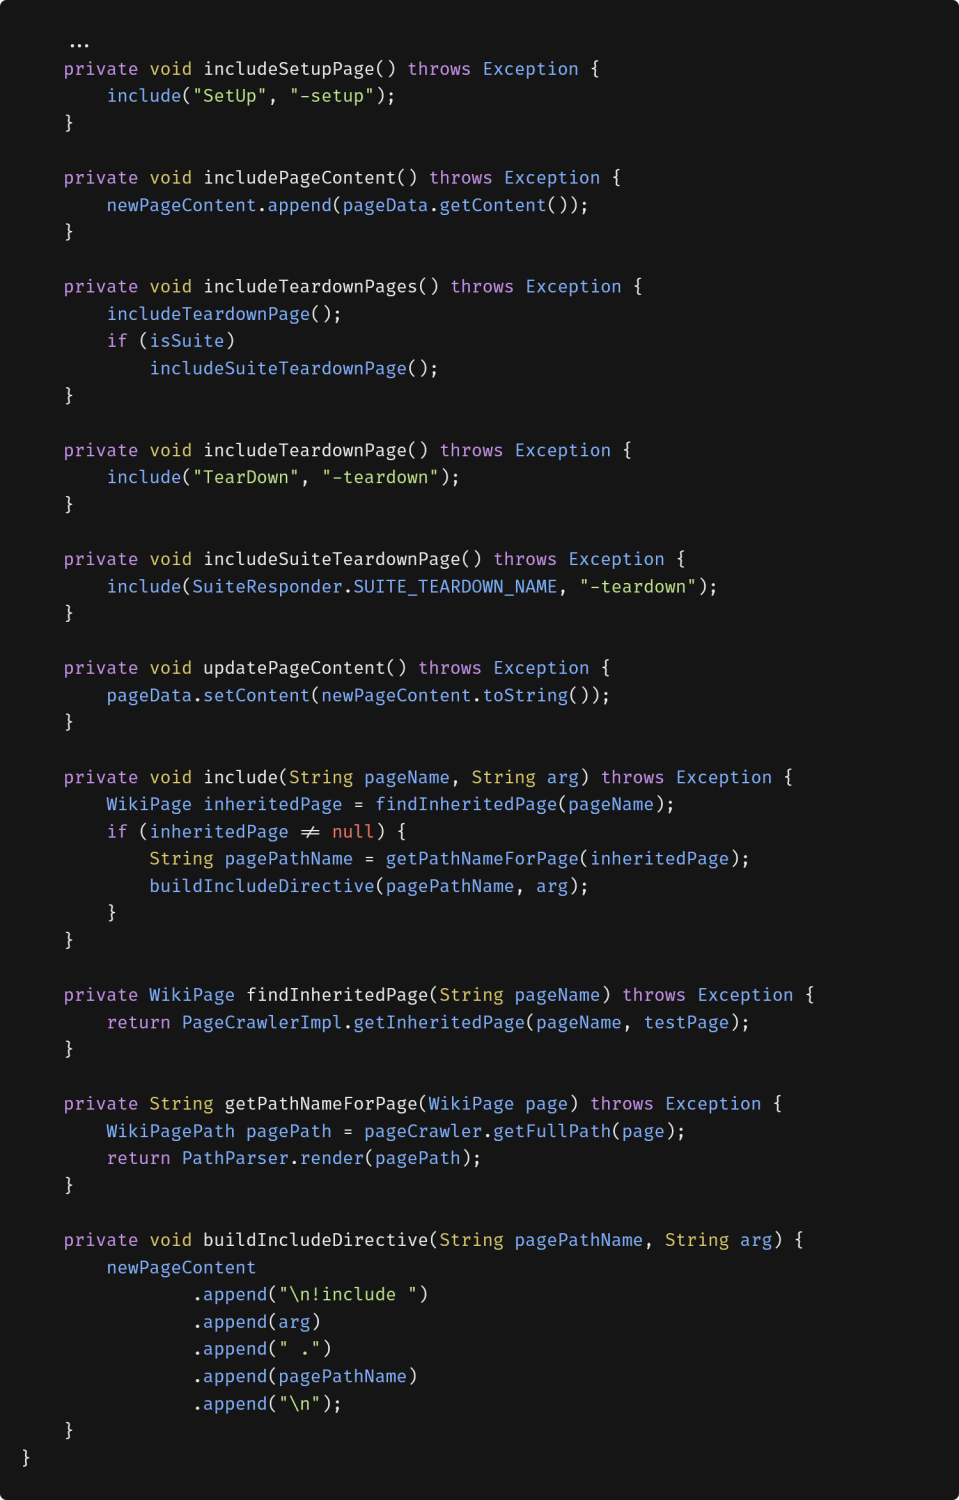 ...
    private void includeSetupPage() throws Exception {
        include("SetUp", "-setup");
    }

    private void includePageContent() throws Exception {
        newPageContent.append(pageData.getContent());
    }

    private void includeTeardownPages() throws Exception {
        includeTeardownPage();
        if (isSuite)
            includeSuiteTeardownPage();
    }

    private void includeTeardownPage() throws Exception {
        include("TearDown", "-teardown");
    }

    private void includeSuiteTeardownPage() throws Exception {
        include(SuiteResponder.SUITE_TEARDOWN_NAME, "-teardown");
    }

    private void updatePageContent() throws Exception {
        pageData.setContent(newPageContent.toString());
    }

    private void include(String pageName, String arg) throws Exception {
        WikiPage inheritedPage = findInheritedPage(pageName);
        if (inheritedPage != null) {
            String pagePathName = getPathNameForPage(inheritedPage);
            buildIncludeDirective(pagePathName, arg);
        }
    }

    private WikiPage findInheritedPage(String pageName) throws Exception {
        return PageCrawlerImpl.getInheritedPage(pageName, testPage);
    }

    private String getPathNameForPage(WikiPage page) throws Exception {
        WikiPagePath pagePath = pageCrawler.getFullPath(page);
        return PathParser.render(pagePath);
    }

    private void buildIncludeDirective(String pagePathName, String arg) {
        newPageContent
                .append("\n!include ")
                .append(arg)
                .append(" .")
                .append(pagePathName)
                .append("\n");
    }
}